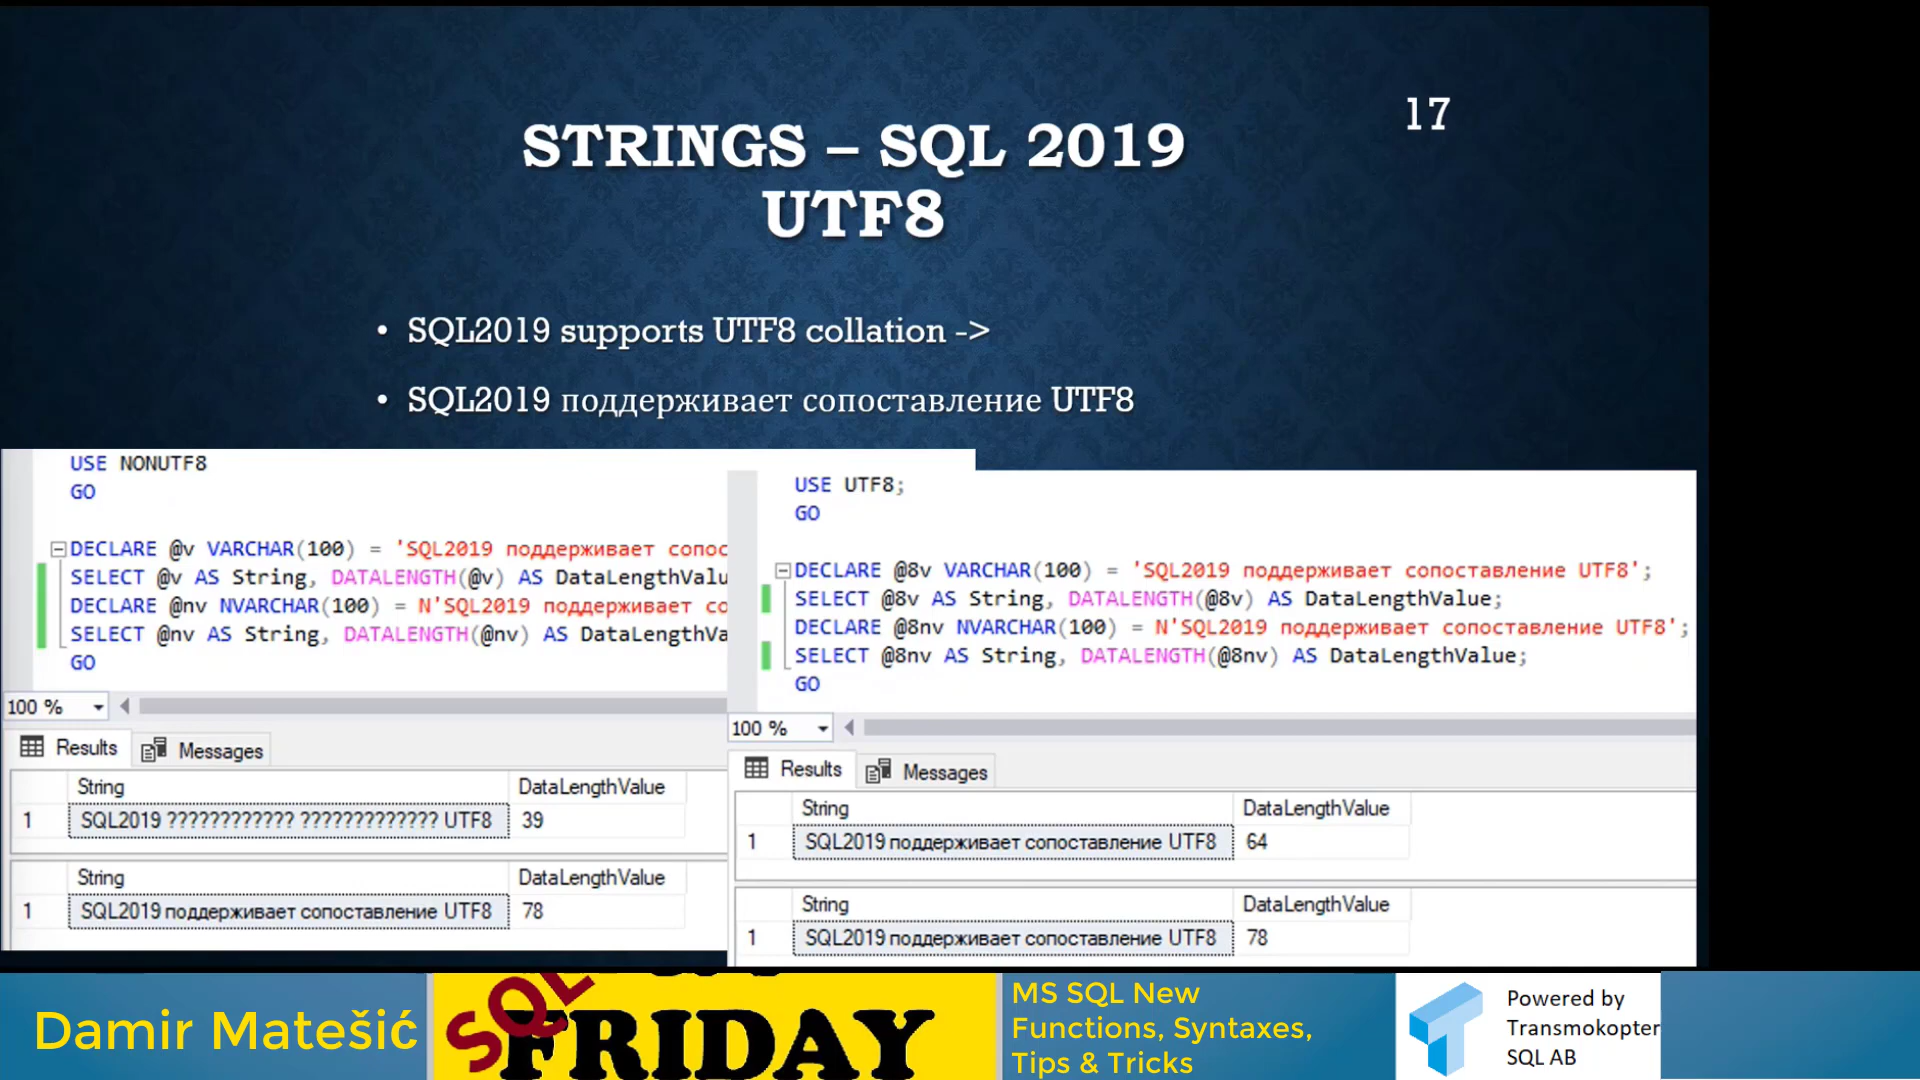 17
STRINGS – SQL 2019
UTF8
• SQL2019 supports UTF8 collation ->
• SQL2019 поддерживает сопоставление UTF8
USE NONUTF8
GO
DECLARE @v VARCHAR(100) = 'SQL2019 поддерживает сопос
SELECT @v AS String, DATALENGTH(@v) AS DataLengthValu
DECLARE @nv NVARCHAR(100) = N'SQL2019 поддерживает со
SELECT @nv AS String, DATALENGTH(@nv) AS DataLengthVa
GO
100 %
Results Messages
String DataLengthValue
1 SQL2019 ???????????? ????????????? UTF8 39
String DataLengthValue
1 SQL2019 поддерживает сопоставление UTF8 78
USE UTF8;
GO
DECLARE @8v VARCHAR(100) = 'SQL2019 поддерживает сопоставление UTF8';
SELECT @8v AS String, DATALENGTH(@8v) AS DataLengthValue;
DECLARE @8nv NVARCHAR(100) = N'SQL2019 поддерживает сопоставление UTF8';
SELECT @8nv AS String, DATALENGTH(@8nv) AS DataLengthValue;
GO
100 %
Results Messages
String DataLengthValue
1 SQL2019 поддерживает сопоставление UTF8 64
String DataLengthValue
1 SQL2019 поддерживает сопоставление UTF8 78
Damir Matešić
SQL
FRIDAY
MS SQL New
Functions, Syntaxes,
Tips & Tricks
Powered by
Transmokopter
SQL AB